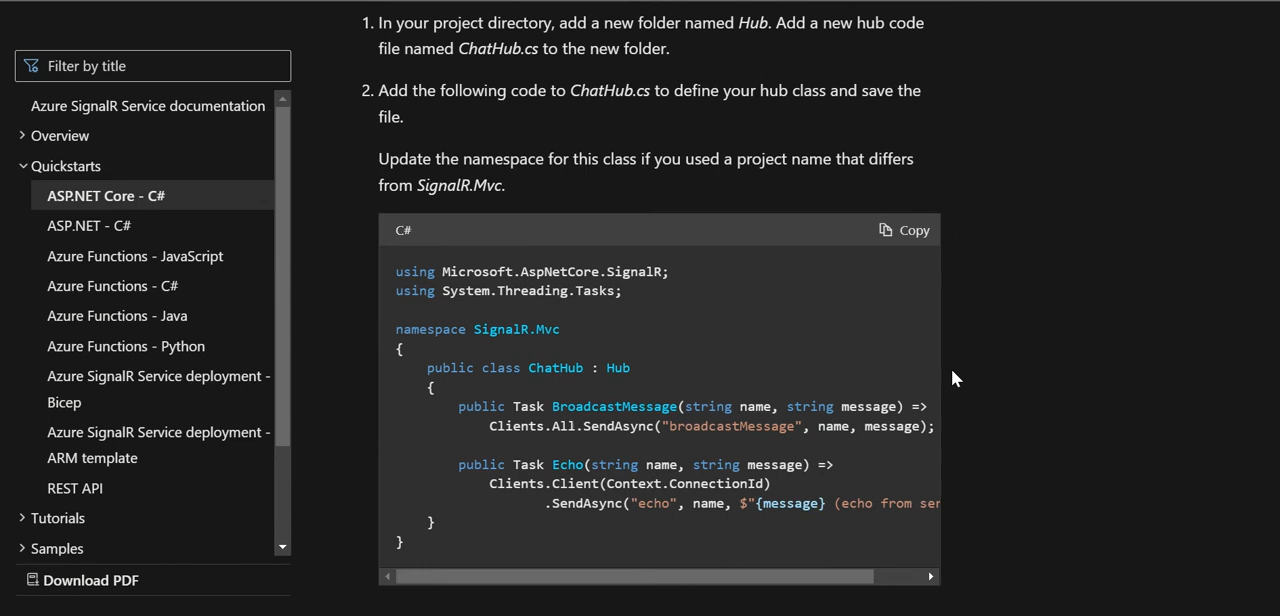 Filter by title
Azure SignalR Service documentation
Overview
Quickstarts
ASP.NET Core - C#
ASP.NET - C#
Azure Functions - JavaScript
Azure Functions - C#
Azure Functions - Java
Azure Functions - Python
Azure SignalR Service deployment -
Bicep
Azure SignalR Service deployment -
ARM template
REST API
Tutorials
Samples
Download PDF
1. In your project directory, add a new folder named Hub. Add a new hub code
file named ChatHub.cs to the new folder.
2. Add the following code to ChatHub.cs to define your hub class and save the
file.
Update the namespace for this class if you used a project name that differs
from SignalR.Mvc.
C# Copy
using Microsoft.AspNetCore.SignalR;
using System.Threading.Tasks;
namespace SignalR.Mvc
{
public class ChatHub : Hub
{
public Task BroadcastMessage(string name, string message) =>
Clients.All.SendAsync("broadcastMessage", name, message);
public Task Echo(string name, string message) =>
Clients.Client(Context.ConnectionId)
.SendAsync("echo", name, $"{message} (echo from ser
}
}